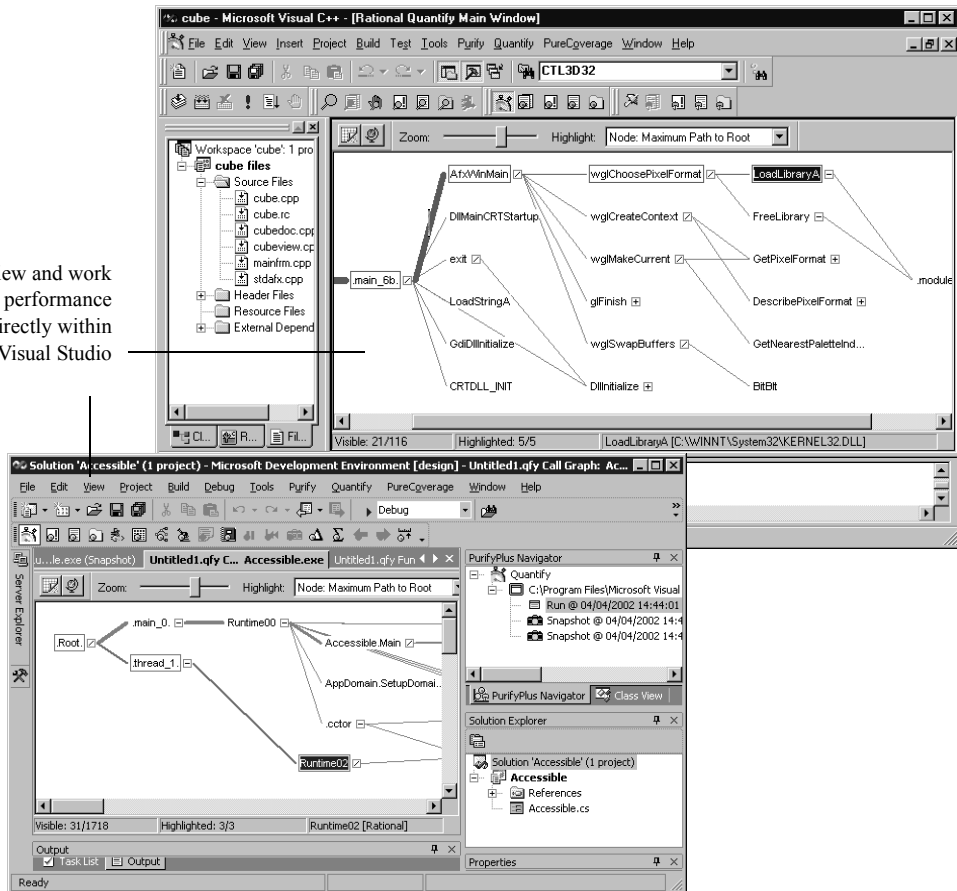 cube - Microsoft Visual C++ - [Rational Quantify Main Window]
File Edit View Insert Project Build Test Tools Purify Quantify PureCoverage Window Help
CTL3D32
Workspace 'cube': 1 pro
cube files
Source Files
cube.cpp
cube.rc
cubedoc.cpp
cubeview.cp
mainfrm.cpp
stdafx.cpp
Header Files
Resource Files
External Depend
Cl... R... Fil...
Zoom: Highlight: Node: Maximum Path to Root
AfxWinMain wglChoosePixelFormat LoadLibraryA
DllMainCRTStartup wglCreateContext FreeLibrary
exit wglMakeCurrent GetPixelFormat
.main_6b. .module
LoadStringA glFinish DescribePixelFormat
GdiDllInitialize wglSwapBuffers GetNearestPaletteInd...
CRTDLL_INIT DllInitialize BitBlt
Visible: 21/116 Highlighted: 5/5 LoadLibraryA [C:\WINNT\System32\KERNEL32.DLL]
ew and work
performance
irectly within
Visual Studio
Solution 'Accessible' (1 project) - Microsoft Development Environment [design] - Untitled1.qfy Call Graph: Ac...
File Edit View Project Build Debug Tools Purify Quantify PureCoverage Window Help
Debug
Server Explorer
u...le.exe (Snapshot) Untitled1.qfy C... Accessible.exe Untitled1.qfy Fun
Zoom: Highlight: Node: Maximum Path to Root
.main_0. Runtime00
.Root. Accessible.Main
.thread_1.
AppDomain.SetupDomai..
.cctor
Runtime02
Visible: 31/1718 Highlighted: 3/3 Runtime02 [Rational]
Output
Task List Output
Ready
PurifyPlus Navigator
Quantify
C:\Program Files\Microsoft Visual
Run @ 04/04/2002 14:44:01
Snapshot @ 04/04/2002 14:4
Snapshot @ 04/04/2002 14:4
PurifyPlus Navigator Class View
Solution Explorer
Solution 'Accessible' (1 project)
Accessible
References
Accessible.cs
Properties